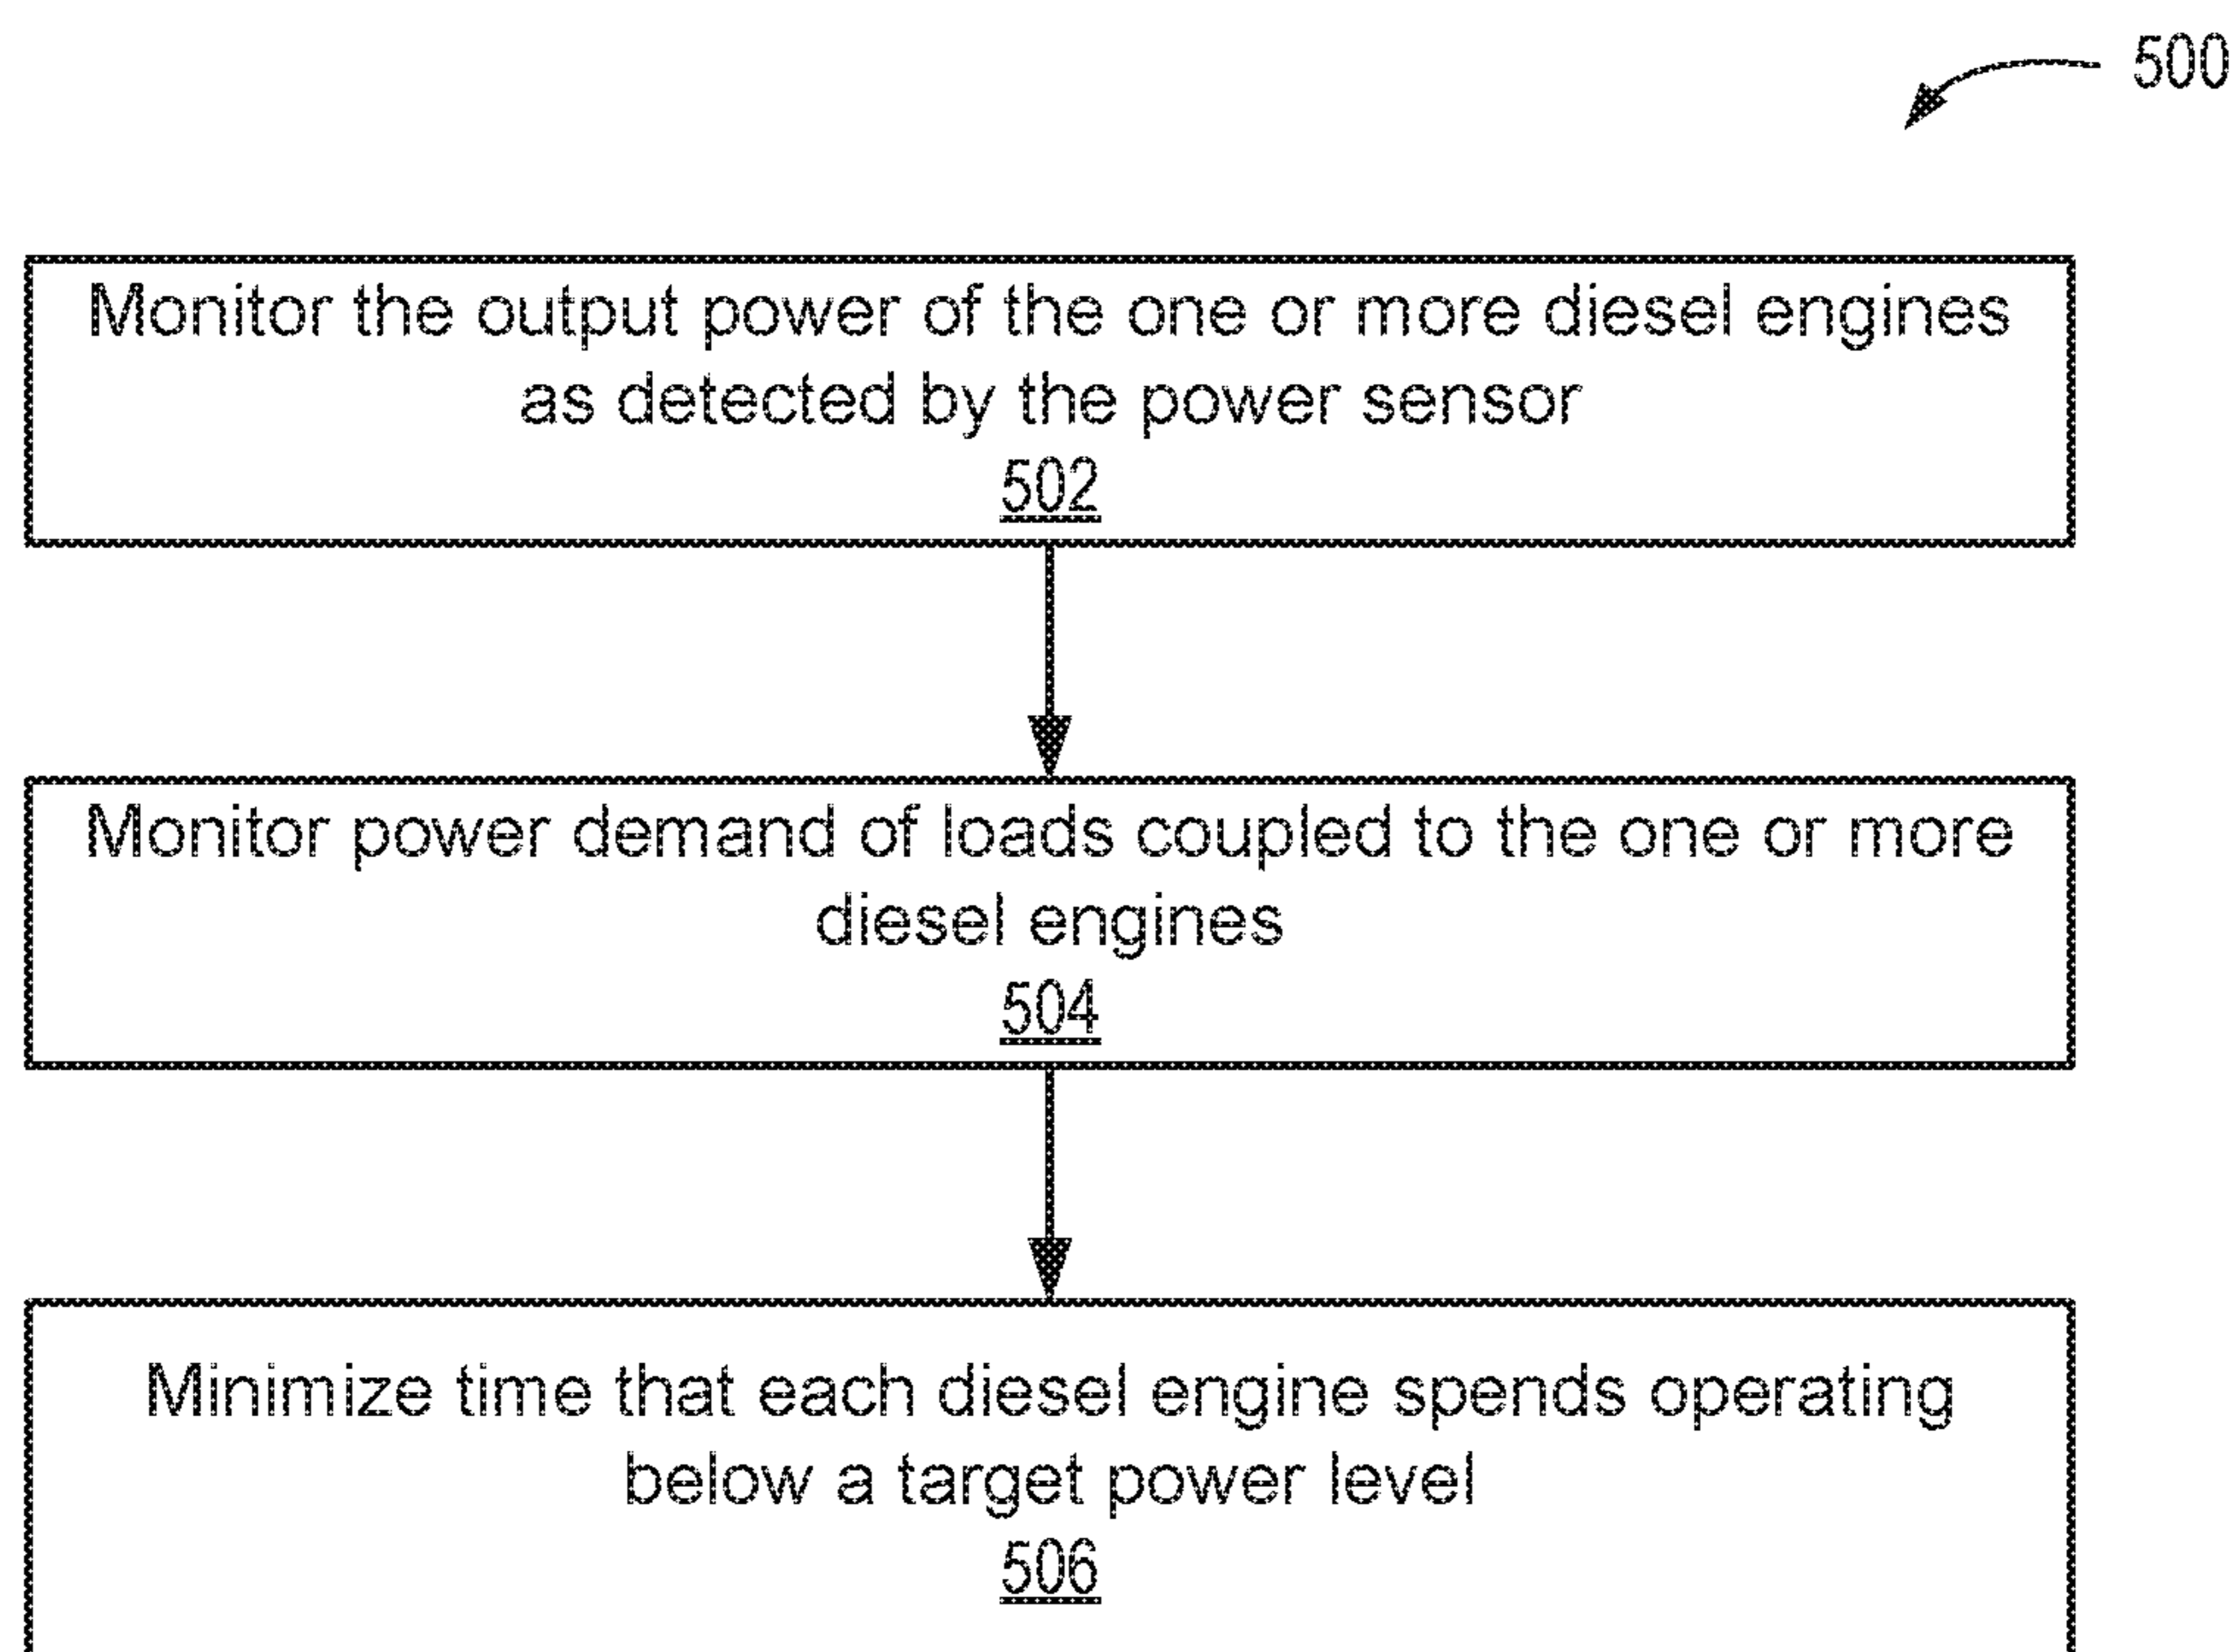 500
Monitor the output power of the one or more diesel engines
as detected by the power sensor
502
Monitor power demand of loads coupled to the one or more
diesel engines
504
Minimize time that each diesel engine spends operating
below a target power level
506